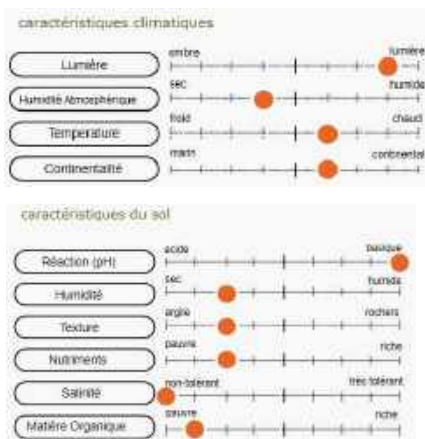 caractéristiques climatiques
ombre lumière
Lumière
sec humide
Humidité Atmosphérique
froid chaud
Température
marin continental
Continentalité
caractéristiques du sol
acide basique
Réaction (pH)
sec humide
Humidité
argile rochers
Texture
pauvre riche
Nutriments
non-tolérant très tolérant
Salinité
pauvre riche
Matière Organique